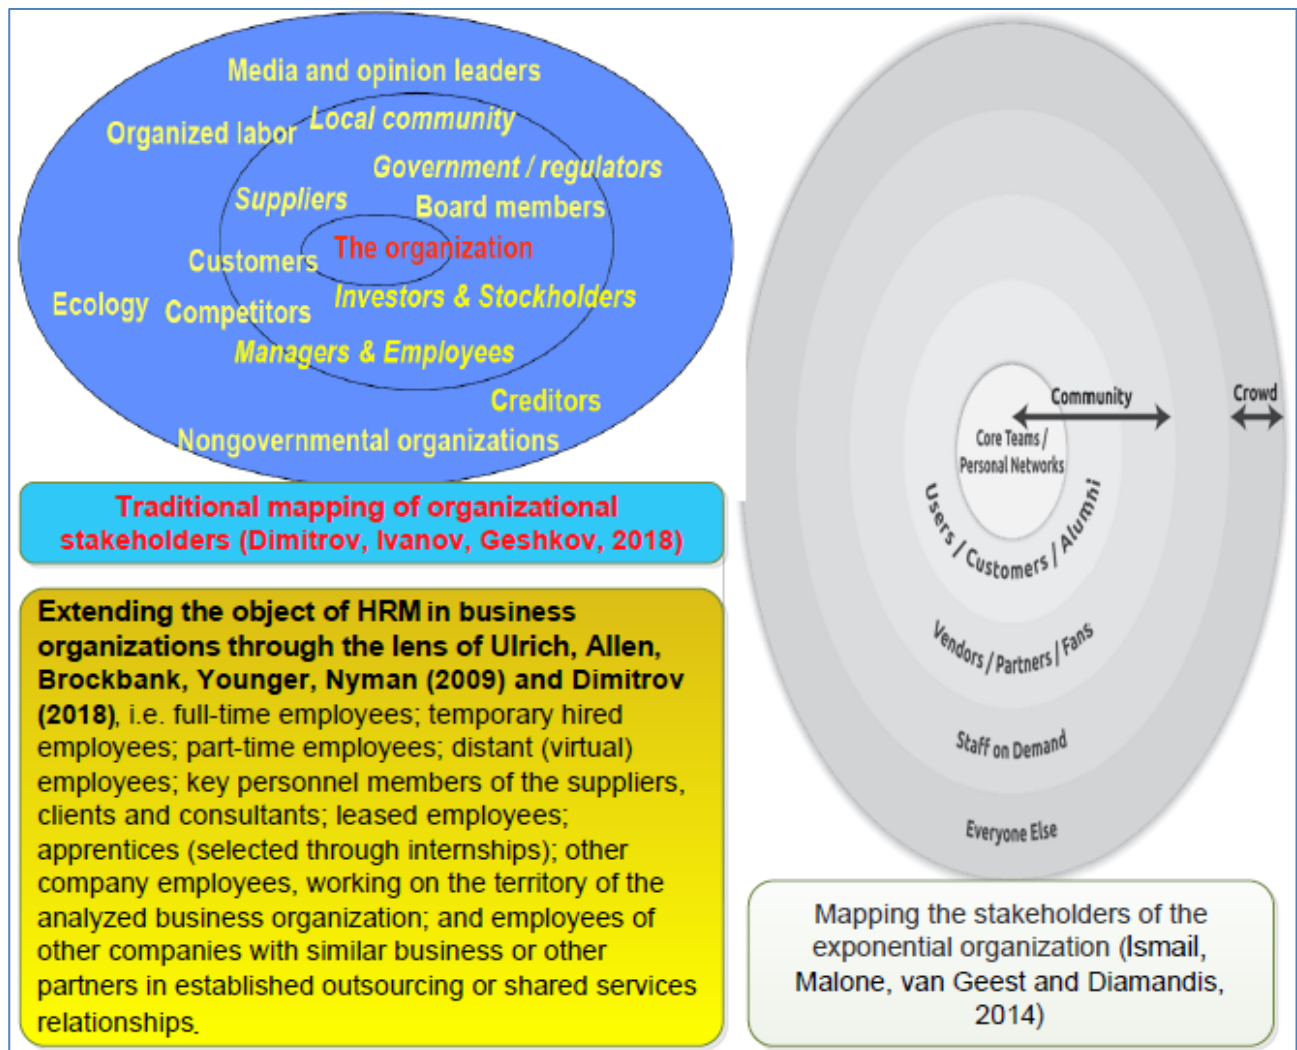 Media and opinion leaders
Local community
Organized labor
Government / regulators
Suppliers
Board members
The organization
Customers
Investors & Stockholders
Ecology
Competitors
Managers & Employees
Creditors
Nongovernmental organizations
Traditional mapping of organizational
stakeholders (Dimitrov, Ivanov, Geshkov, 2018)
Extending the object of HRM in business
organizations through the lens of Ulrich, Allen,
Brockbank, Younger, Nyman (2009) and Dimitrov
(2018), i.e. full-time employees; temporary hired
employees; part-time employees; distant (virtual)
employees; key personnel members of the suppliers,
clients and consultants; leased employees;
apprentices (selected through internships); other
company employees, working on the territory of the
analyzed business organization; and employees of
other companies with similar business or other
partners in established outsourcing or shared services
relationships.
Community
Crowd
Core Teams /
Personal Networks
Users / Customers / Alumni
Vendors / Partners / Fans
Staff on Demand
Everyone Else
Mapping the stakeholders of the
exponential organization (Ismail,
Malone, van Geest and Diamandis,
2014)